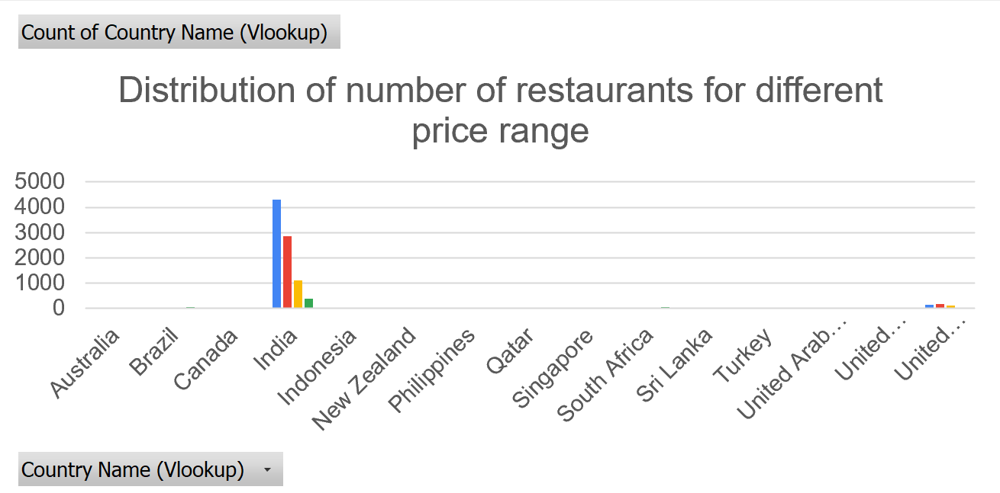 Count of Country Name (Vlookup)
Distribution of number of restaurants for different
price range
5000
4000
3000
2000
1000
0
Australia
Brazil
Canada
India
Indonesia
New Zealand
Philippines
Qatar
Singapore
South Africa
Sri Lanka
Turkey
United Arab...
United...
United...
Country Name (Vlookup)